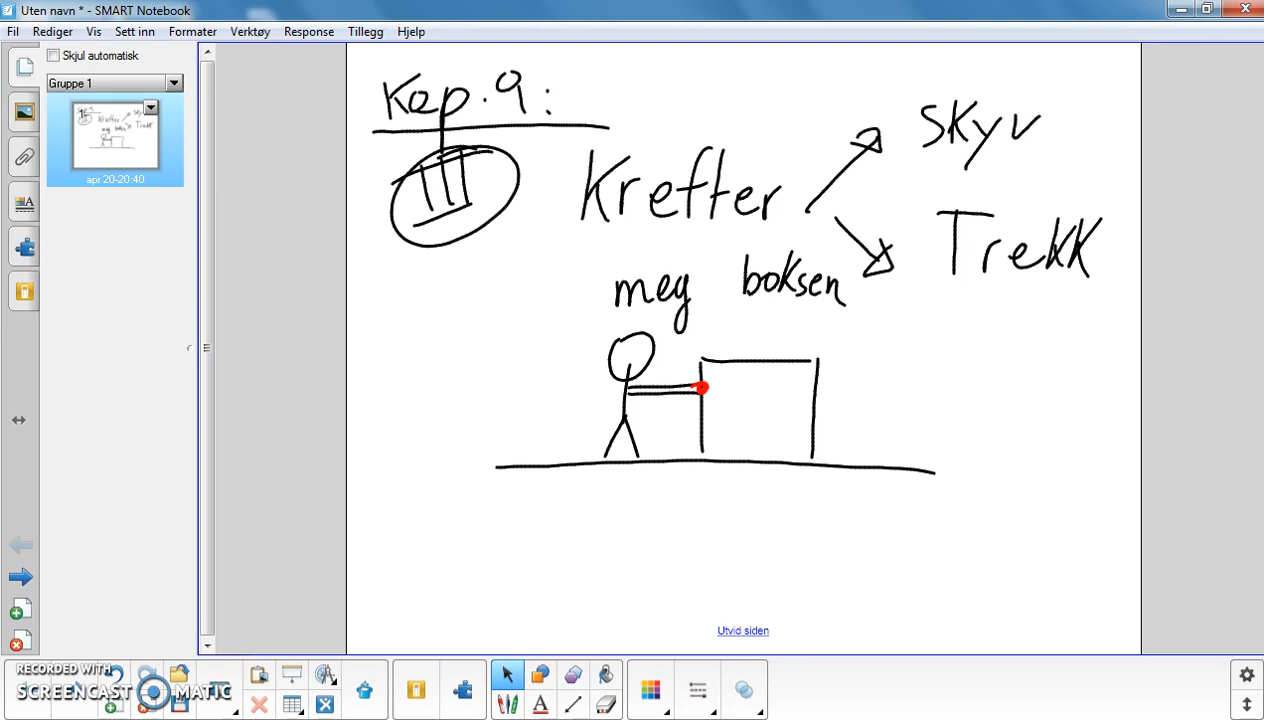 Uten navn * - SMART Notebook
Fil Rediger Vis Sett inn Formater Verktøy Response Tillegg Hjelp
Skjul automatisk
Gruppe 1
apr 20-20:40
Kap. 9:
III
Krefter
Skyv
Trekk
meg boksen
Utvid siden
RECORDED WITH
SCREENCAST MATIC